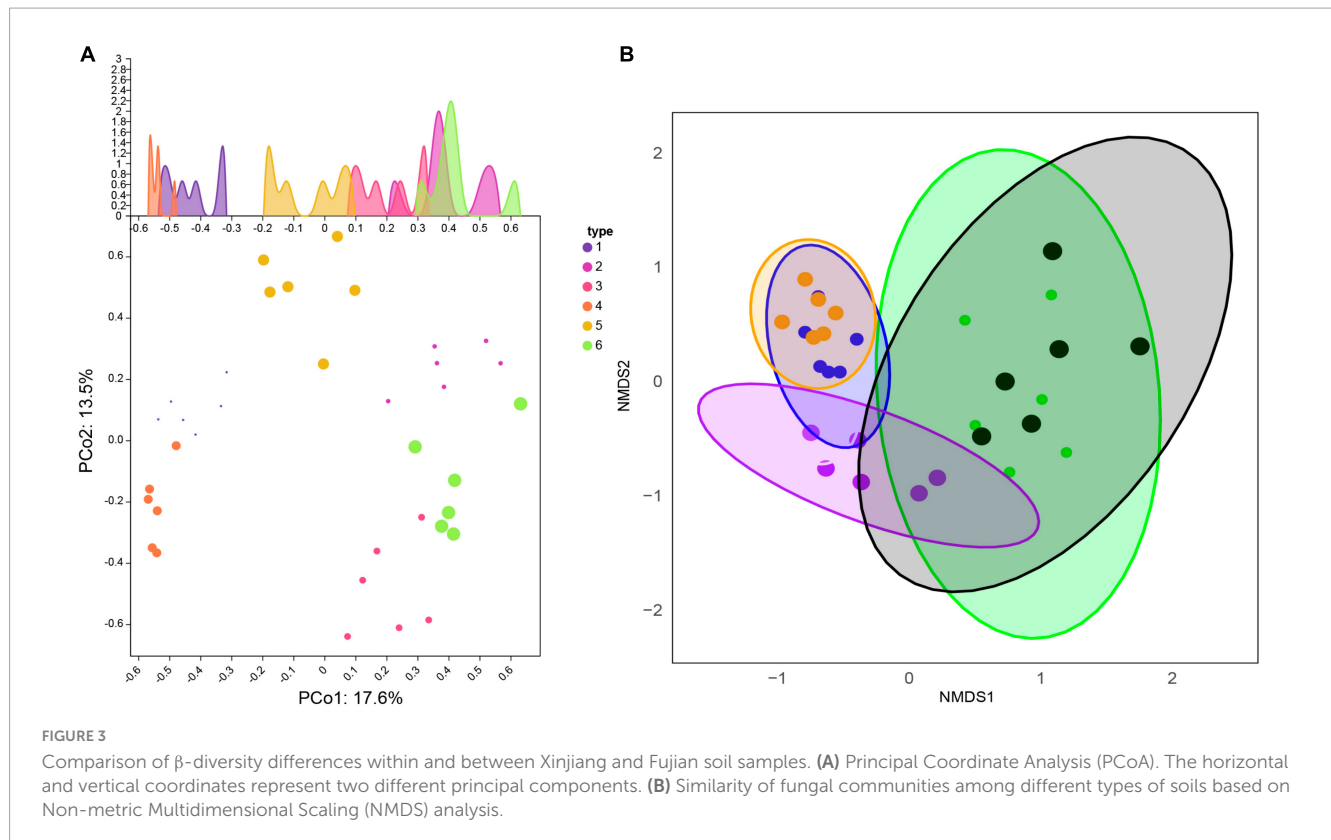 A
3
2.8
2.6
2.4
2.2
2
1.8
1.6
1.4
1.2
1
0.8
0.6
0.4
0.2
0
-0.6 -0.5 -0.4 -0.3 -0.2 -0.1 0 0.1 0.2 0.3 0.4 0.5 0.6
0.6
0.4
0.2
0.0
-0.2
-0.4
-0.6
PCo2: 13.5%
-0.6 -0.5 -0.4 -0.3 -0.2 -0.1 0 0.1 0.2 0.3 0.4 0.5 0.6
PCo1: 17.6%
type
1
2
3
4
5
6
B
2
1
0
−1
−2
NMDS2
−1 0 1 2
NMDS1
FIGURE 3
Comparison of β-diversity differences within and between Xinjiang and Fujian soil samples. (A) Principal Coordinate Analysis (PCoA). The horizontal
and vertical coordinates represent two different principal components. (B) Similarity of fungal communities among different types of soils based on
Non-metric Multidimensional Scaling (NMDS) analysis.